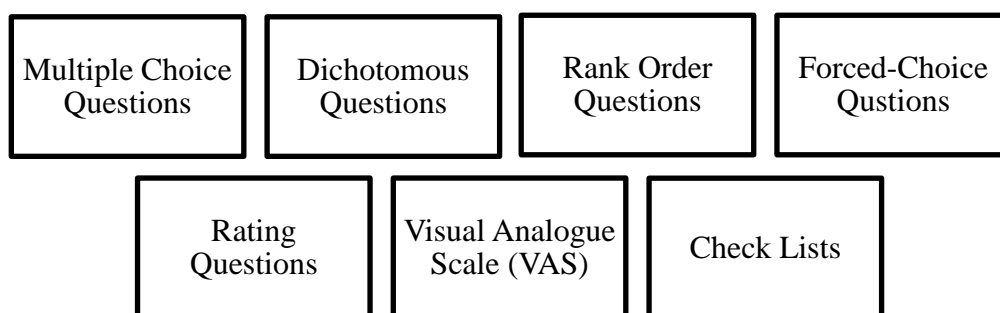 Multiple Choice
Questions
Dichotomous
Questions
Rank Order
Questions
Forced-Choice
Qustions
Rating
Questions
Visual Analogue
Scale (VAS)
Check Lists